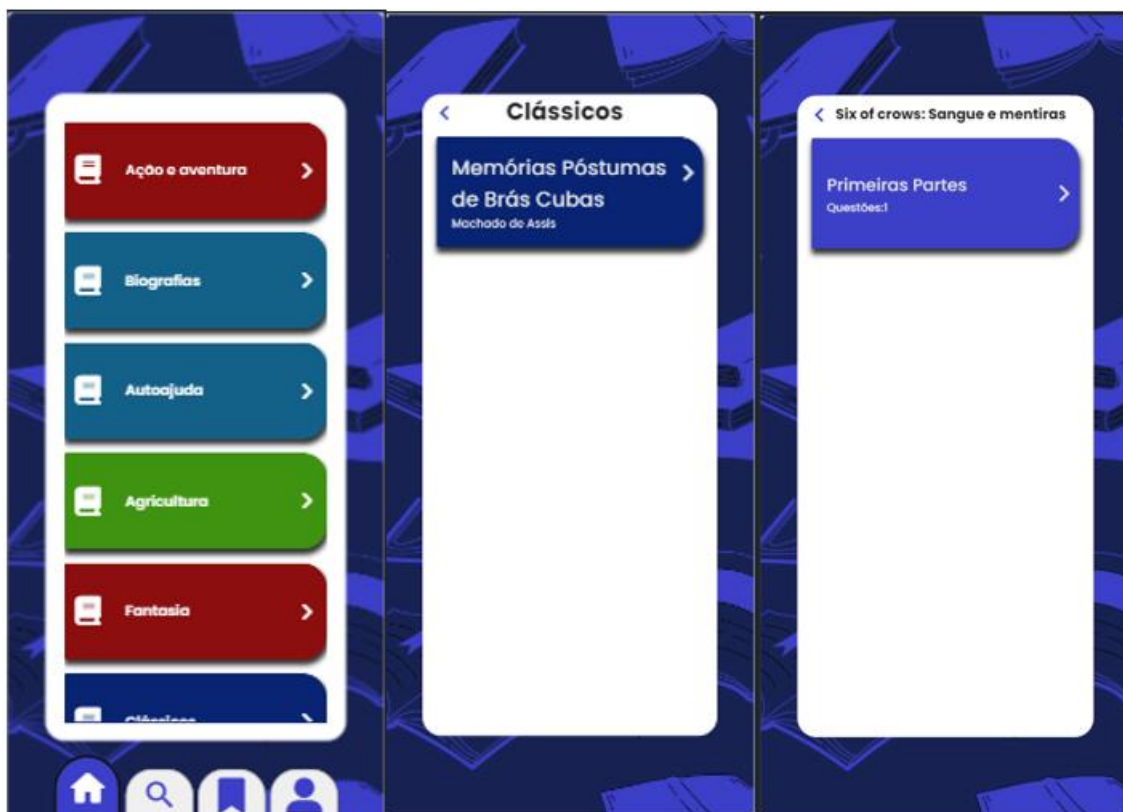 Ação e aventura
Biografias
Autoajuda
Agricultura
Fantasia
Clássicos
Clássicos
Memórias Póstumas
de Brás Cubas
Machado de Assis
Six of crows: Sangue e mentiras
Primeiras Partes
Questões:1